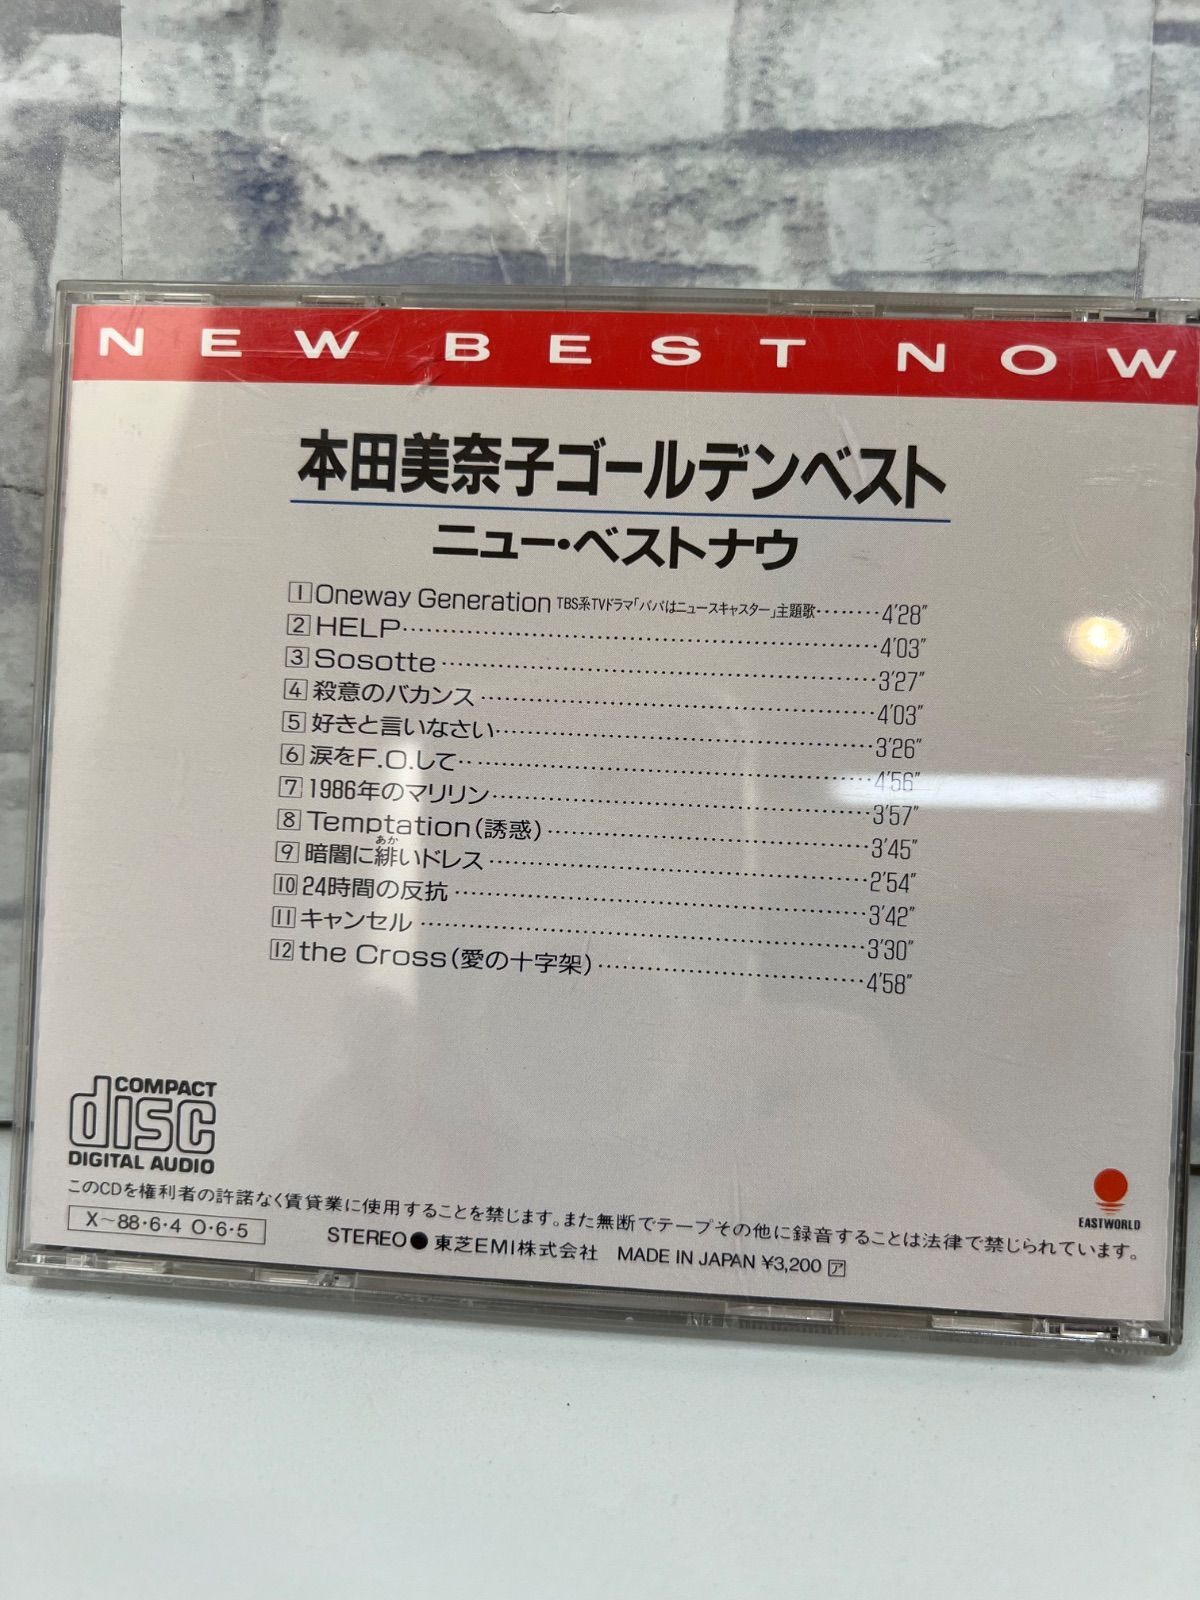 NEW BEST NOW
本田美奈子ゴールデンベスト
ニュー・ベストナウ
1 Oneway Generation TBS系TVドラマ「パパはニュースキャスター」主題歌‥‥‥‥4'28"
2 HELP‥‥‥‥4'03"
3 Sosotte‥‥‥‥3'27"
4 殺意のバカンス‥‥‥‥4'03"
5 好きと言いなさい‥‥‥‥3'26"
6 涙をF.O.して‥‥‥‥4'56"
7 1986年のマリリン‥‥‥‥3'57"
8 Temptation(誘惑)‥‥‥‥3'45"
9 暗闇に緋いドレス‥‥‥‥2'54"
あか
10 24時間の反抗‥‥‥‥3'42"
11 キャンセル‥‥‥‥3'30"
12 the Cross(愛の十字架)‥‥‥‥4'58"
COMPACT
disc
DIGITAL AUDIO
EASTWORLD
このCDを権利者の許諾なく賃貸業に使用することを禁じます。また無断でテープその他に録音することは法律で禁じられています。
X~88・6・4 O・6・5
STEREO●東芝EMI株式会社 MADE IN JAPAN ¥3,200 ア